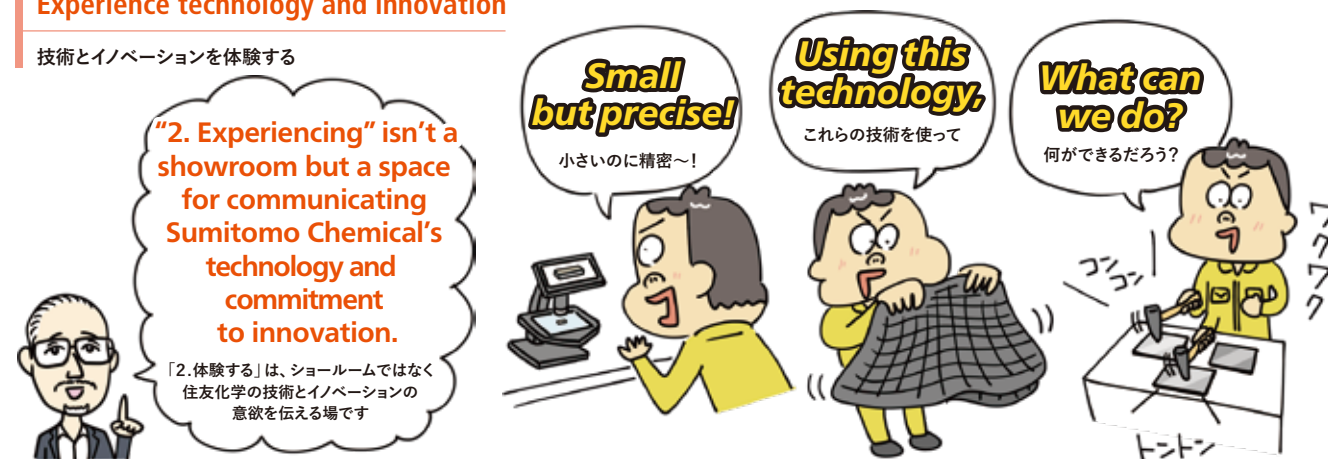 Experience technology and innovation
技術とイノベーションを体験する
“2. Experiencing” isn’t a
showroom but a space
for communicating
Sumitomo Chemical’s
technology and
commitment
to innovation.
「2.体験する」は、ショールームではなく
住友化学の技術とイノベーションの
意欲を伝える場です
Small
but precise!
小さいのに精密～!
Using this
technology,
これらの技術を使って
What can
we do?
何ができるだろう?
コン
コン
ワクワク
トントン